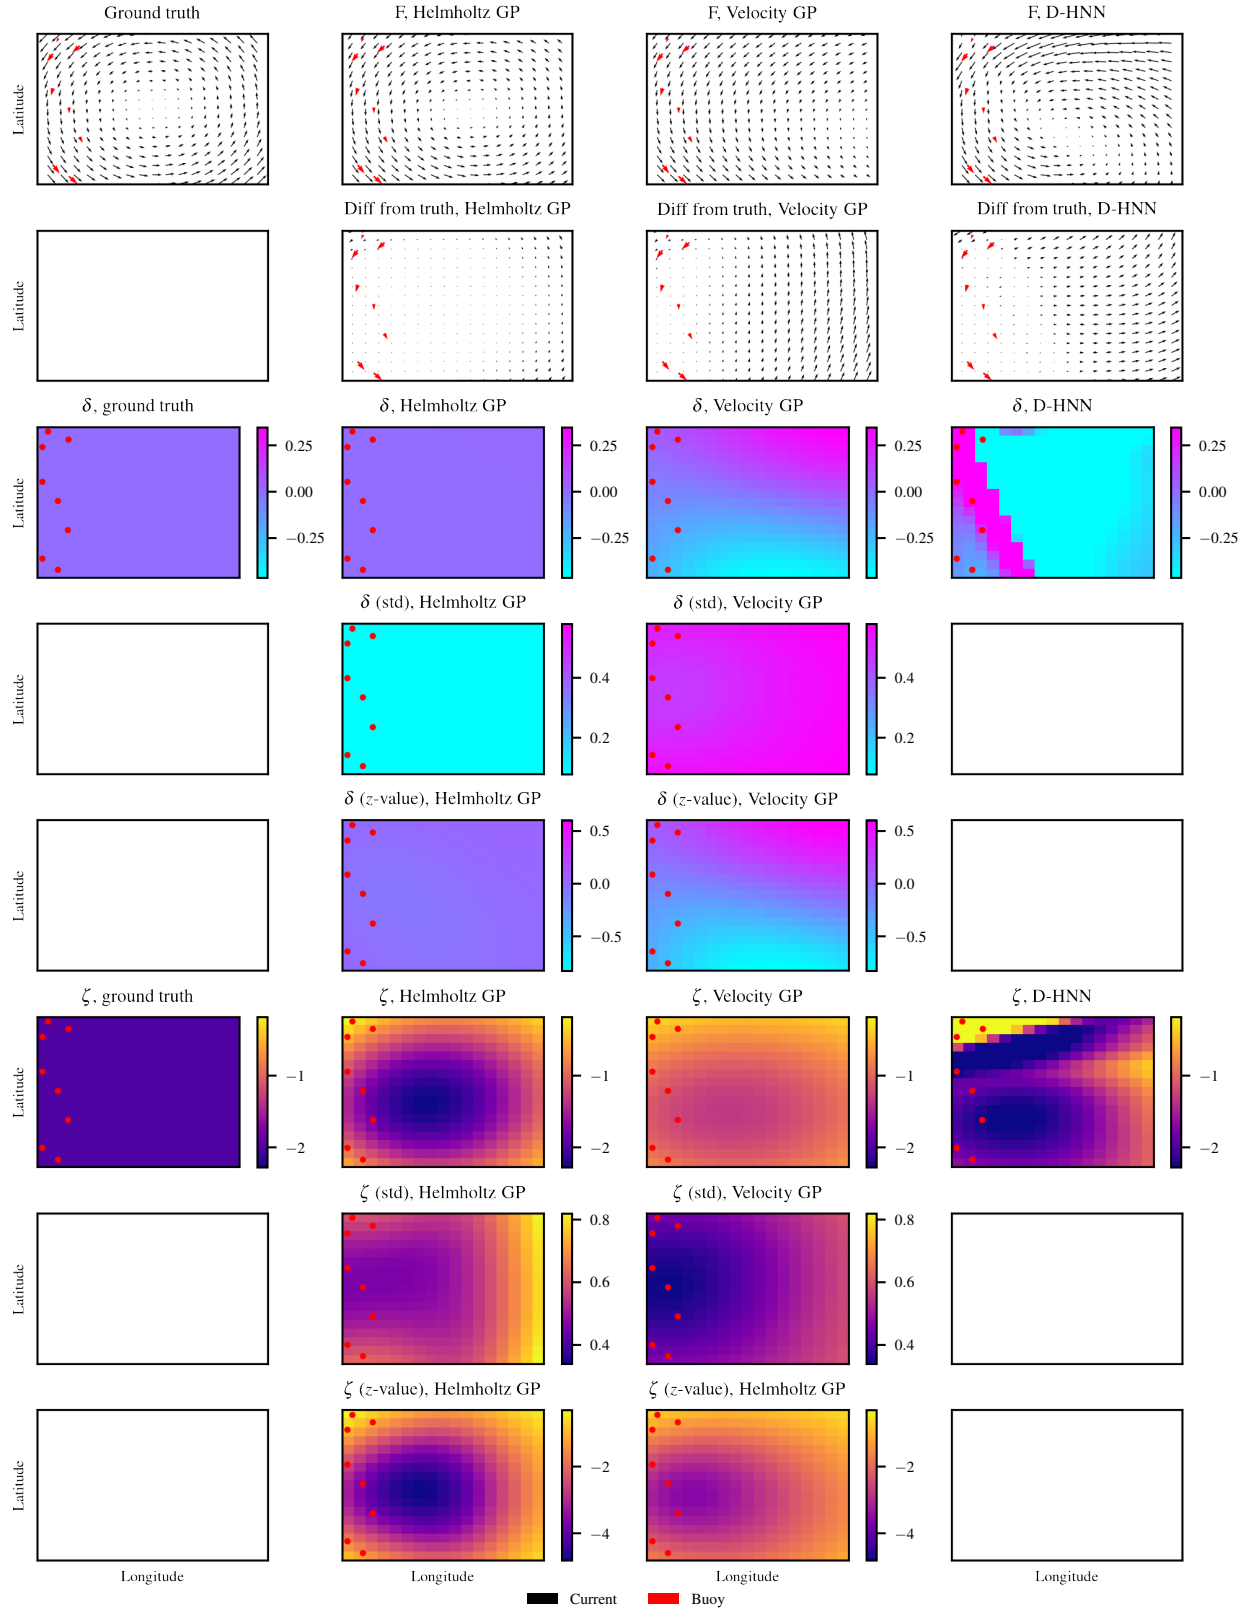 Ground truth
F, Helmholtz GP
F, Velocity GP
F, D-HNN
Latitude
Diff from truth, Helmholtz GP
Diff from truth, Velocity GP
Diff from truth, D-HNN
Latitude
δ, ground truth
δ, Helmholtz GP
δ, Velocity GP
δ, D-HNN
Latitude
0.25
0.00
−0.25
0.25
0.00
−0.25
0.25
0.00
−0.25
0.25
0.00
−0.25
δ (std), Helmholtz GP
δ (std), Velocity GP
Latitude
0.4
0.2
0.4
0.2
δ (z-value), Helmholtz GP
δ (z-value), Velocity GP
Latitude
0.5
0.0
−0.5
0.5
0.0
−0.5
ζ, ground truth
ζ, Helmholtz GP
ζ, Velocity GP
ζ, D-HNN
Latitude
−1
−2
−1
−2
−1
−2
−1
−2
ζ (std), Helmholtz GP
ζ (std), Velocity GP
Latitude
0.8
0.6
0.4
0.8
0.6
0.4
ζ (z-value), Helmholtz GP
ζ (z-value), Helmholtz GP
Latitude
−2
−4
−2
−4
Longitude
Longitude
Longitude
Current
Buoy